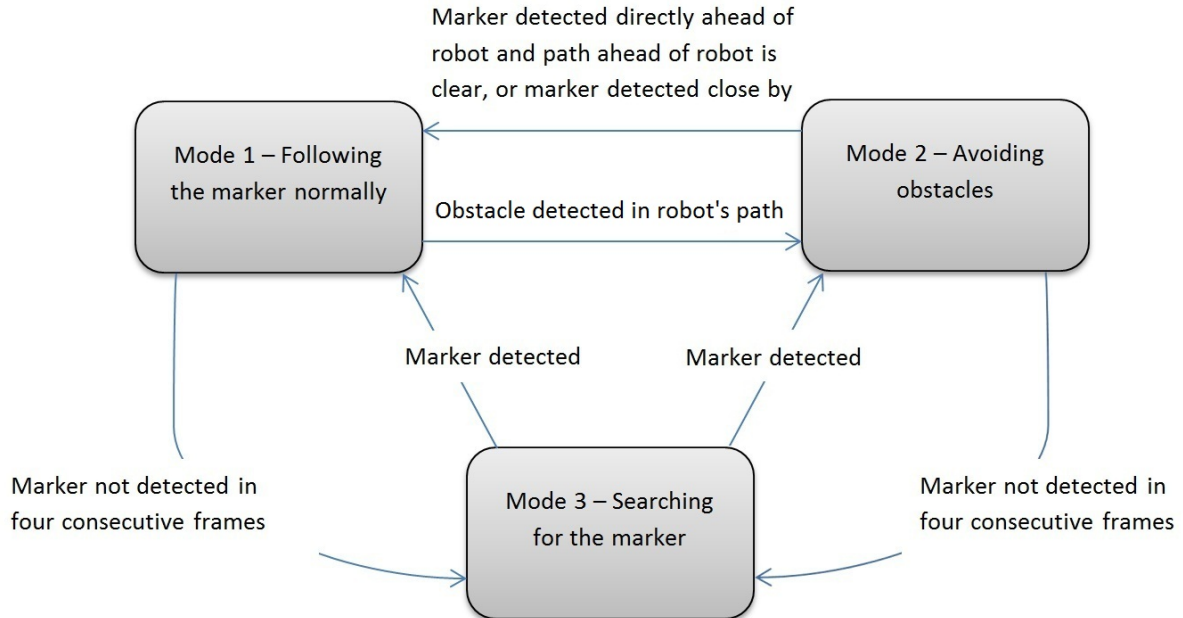 Marker detected directly ahead of
robot and path ahead of robot is
clear, or marker detected close by
Mode 1 – Following
the marker normally
Mode 2 – Avoiding
obstacles
Obstacle detected in robot's path
Marker detected
Marker detected
Marker not detected in
four consecutive frames
Mode 3 – Searching
for the marker
Marker not detected in
four consecutive frames